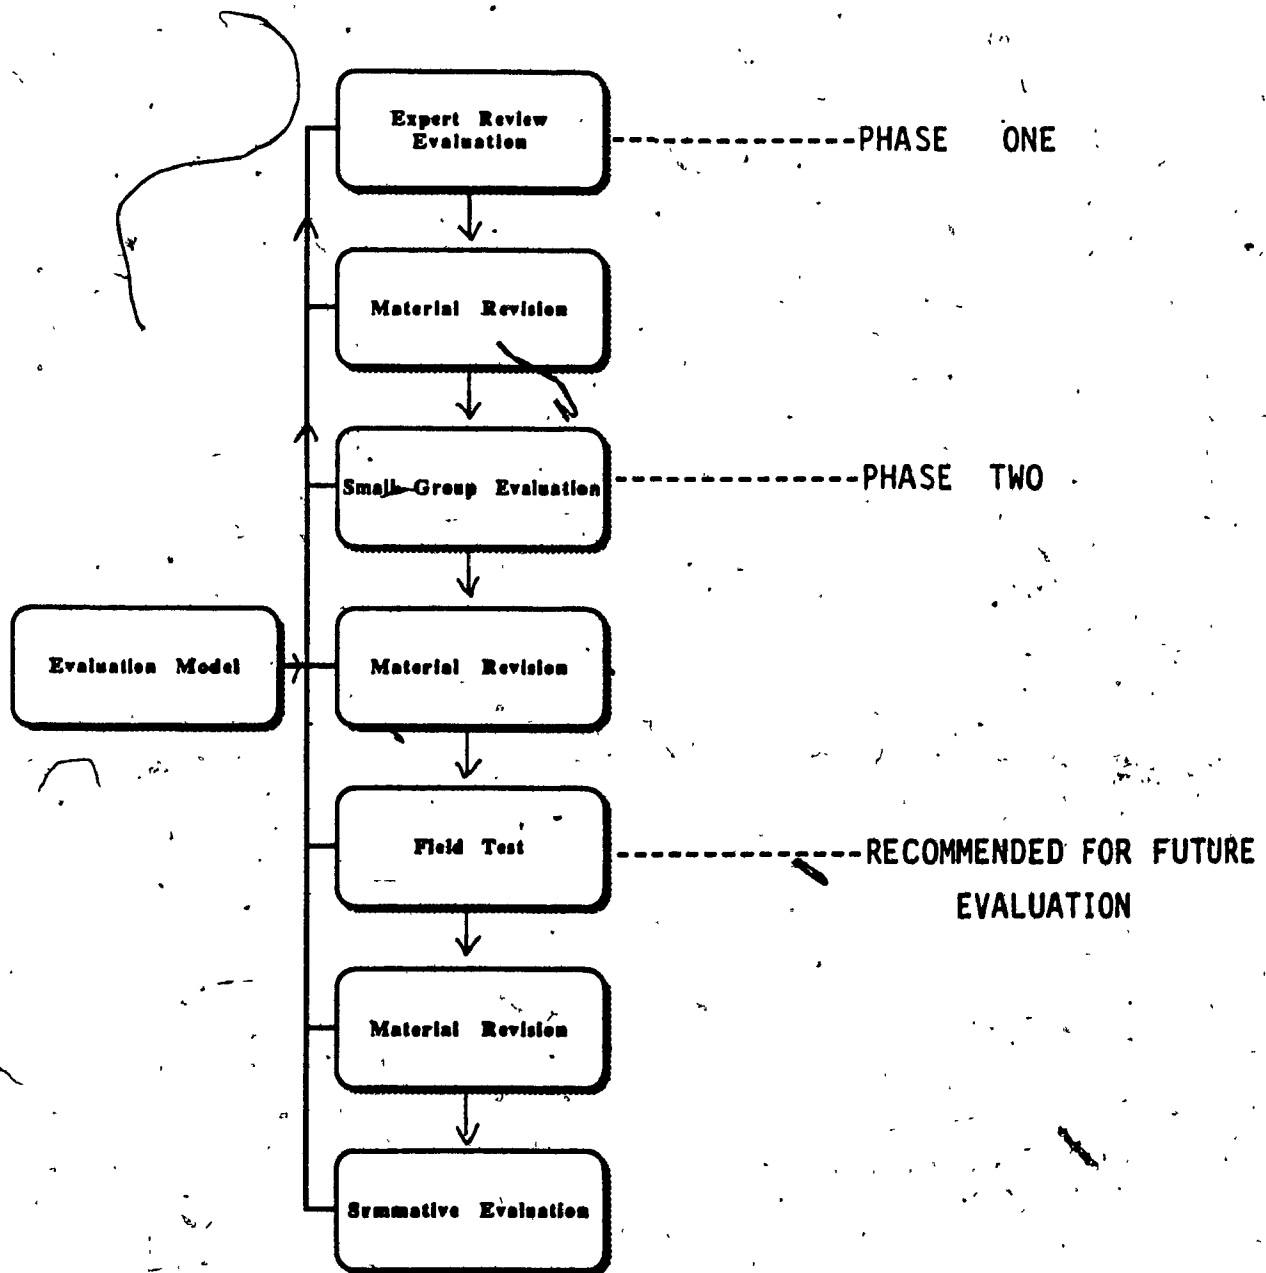 Expert Review
Evaluation
PHASE ONE
Material Revision
Small Group Evaluation
PHASE TWO
Evaluation Model
Material Revision
Field Test
RECOMMENDED FOR FUTURE
EVALUATION
Material Revision
Srmmative Evaluation